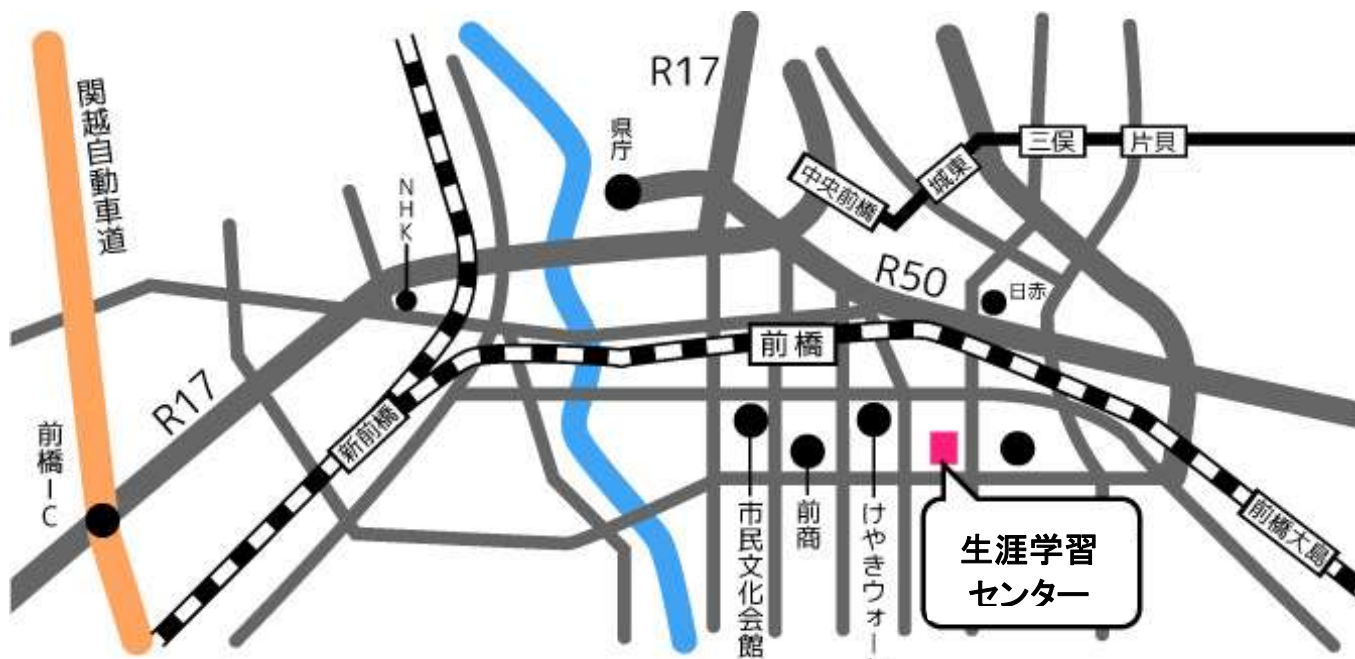 関越自動車道
R17
県庁
NHK
中央前橋
城東
三俣
片貝
R50
日赤
前橋
R17
新前橋
前橋IC
市民文化会館
前商
けやきウォー
生涯学習
センター
前橋大島